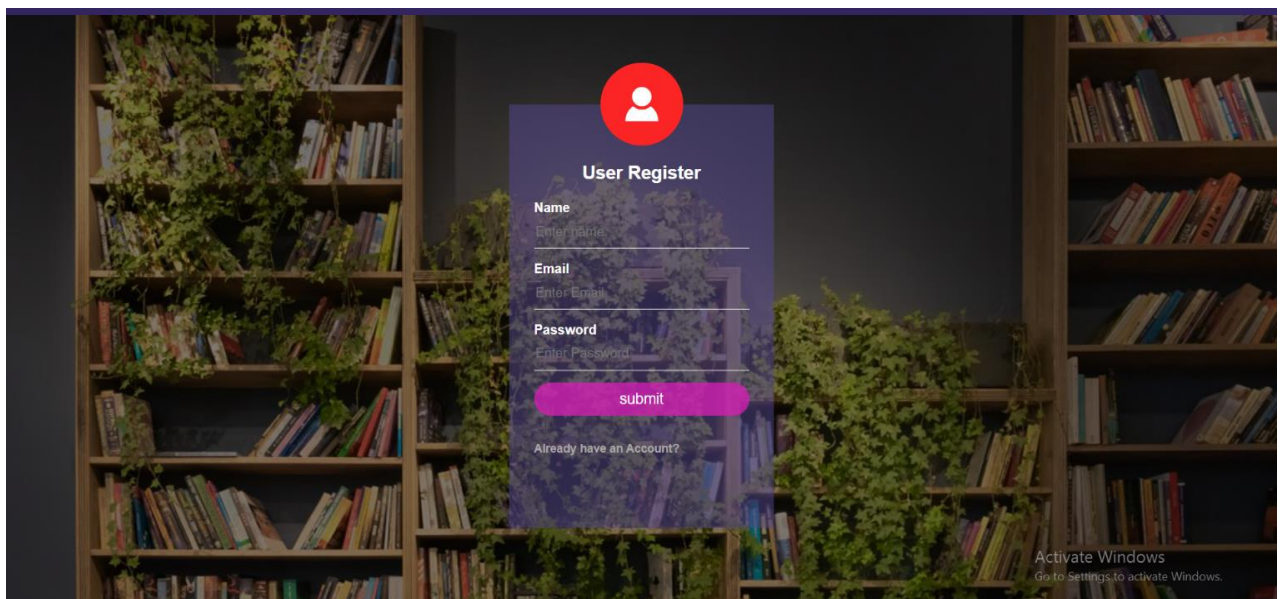 User Register
Name
Enter name
Email
Enter Email
Password
Enter Password
submit
Already have an Account?
Activate Windows
Go to Settings to activate Windows.